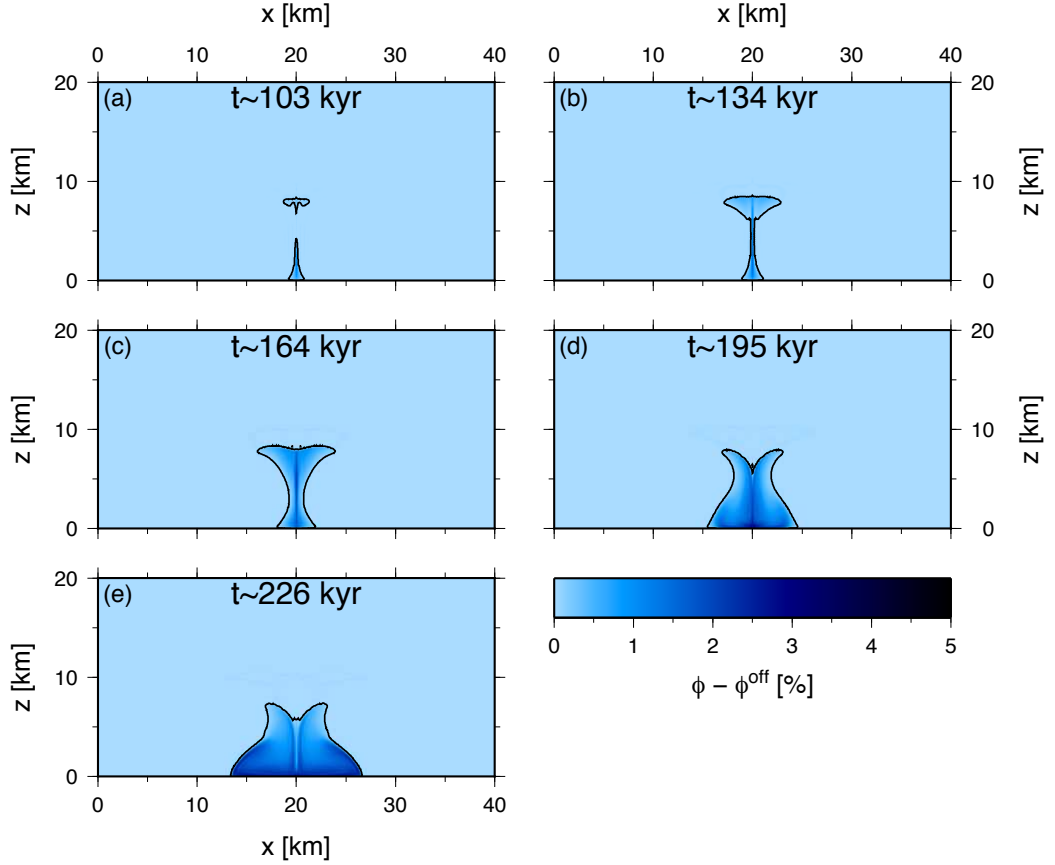 x [km] x [km]
0 10 20 30 40 0 10 20 30 40
20 (a) t~103 kyr (b) t~134 kyr 20
z [km] 10 10 z [km]
0 0
20 (c) t~164 kyr (d) t~195 kyr 20
z [km] 10 10 z [km]
0 0
20 (e) t~226 kyr
z [km] 10
0 0 1 2 3 4 5
0 10 20 30 40 ϕ − ϕ^off [%]
x [km]